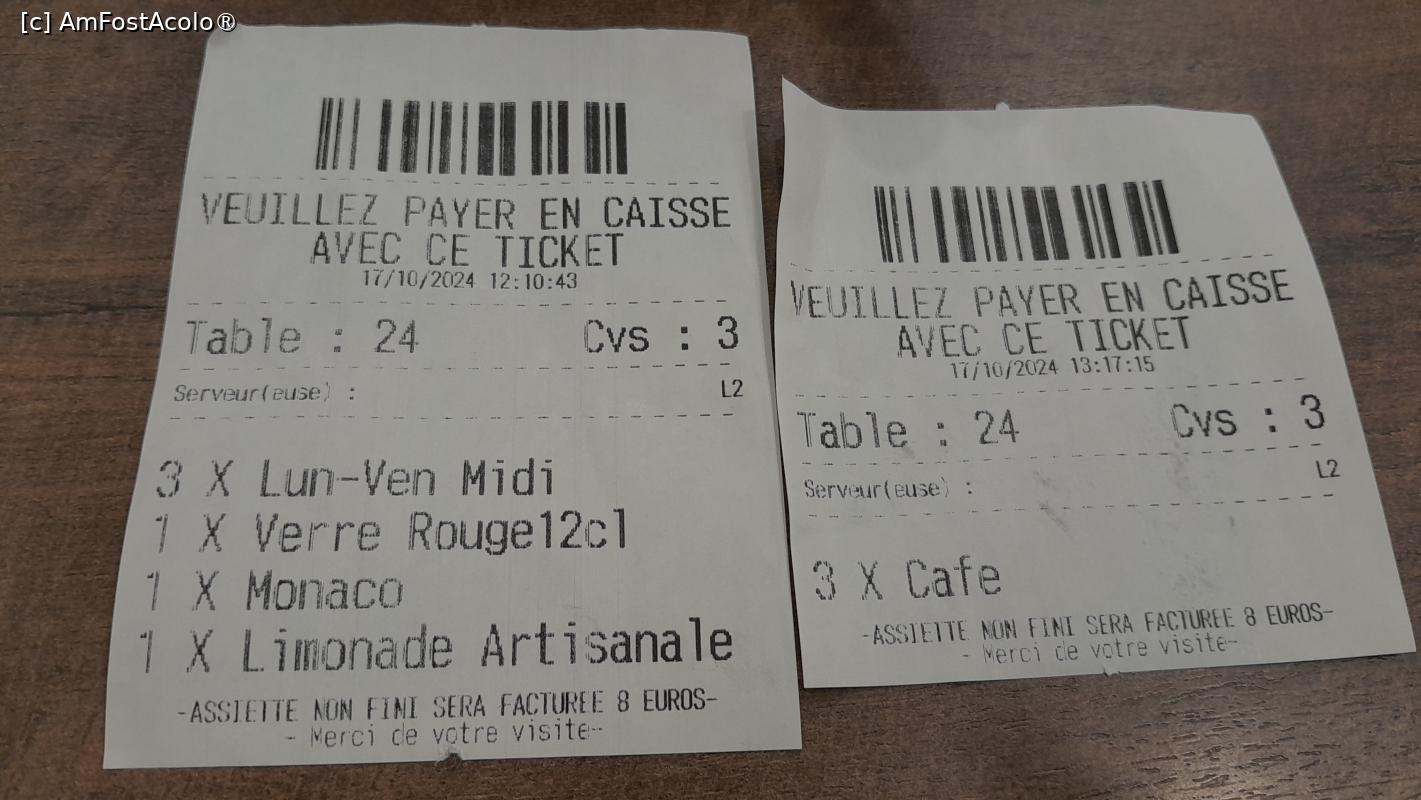 [c] AmFostAcolo®
VEUILLEZ PAYER EN CAISSE
AVEC CE TICKET
17/10/2024 12:10:43
Table : 24 Cvs : 3
Serveur(euse) : L2
3 X Lun-Ven Midi
1 X Verre Rouge12cl
1 X Monaco
1 X Limonade Artisanale
-ASSIETTE NON FINI SERA FACTUREE 8 EUROS-
- Merci de votre visite-
VEUILLEZ PAYER EN CAISSE
AVEC CE TICKET
17/10/2024 13:17:15
Table : 24 Cvs : 3
Serveur(euse) : L2
3 X Cafe
-ASSIETTE NON FINI SERA FACTUREE 8 EUROS-
- Merci de votre visite-